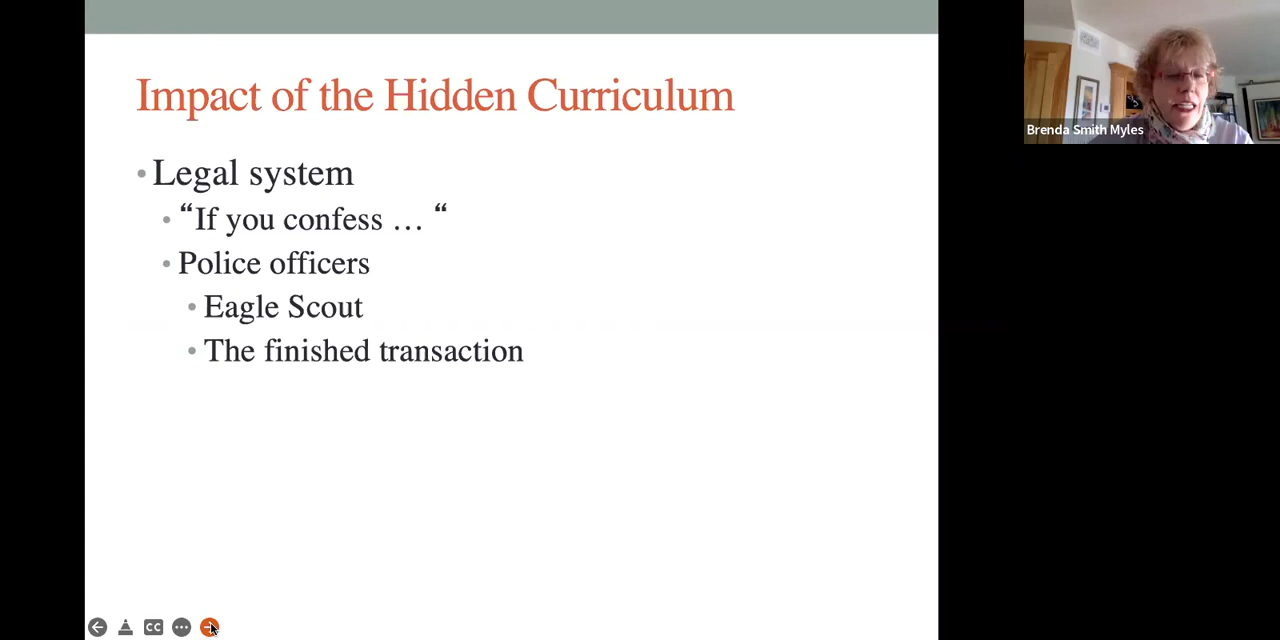 Impact of the Hidden Curriculum
• Legal system
• “If you confess … “
• Police officers
• Eagle Scout
• The finished transaction
Brenda Smith Myles
CC